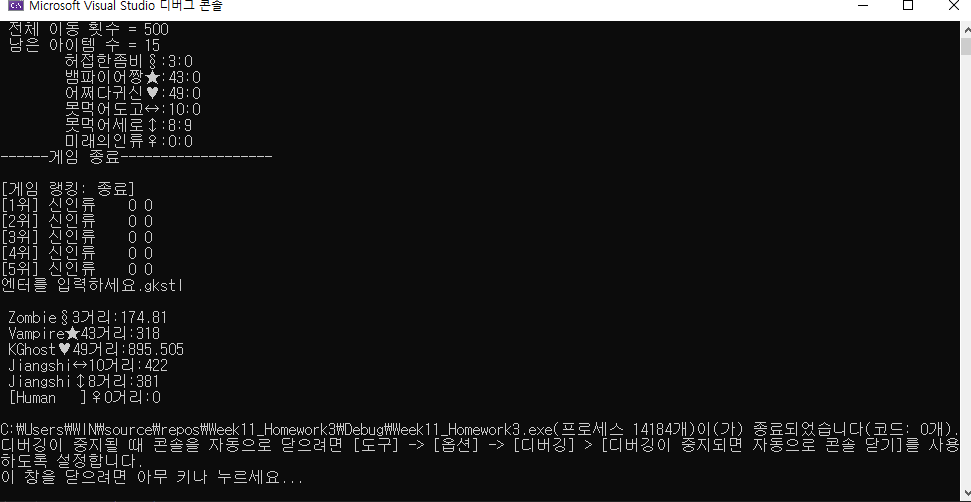 Microsoft Visual Studio 디버그 콘솔
전체 이동 횟수 = 500
남은 아이템 수 = 15
허접한좀비§:3:0
뱀파이어짱★:43:0
어쩌다귀신♥:49:0
못먹어도고↔:10:0
못먹어세로↕:8:9
미래의인류♀:0:0
------게임 종료-------------------
[게임 랭킹: 종료]
[1위] 신인류    0 0
[2위] 신인류    0 0
[3위] 신인류    0 0
[4위] 신인류    0 0
[5위] 신인류    0 0
엔터를 입력하세요.gkstl
Zombie§3거리:174.81
Vampire★43거리:318
KGhost♥49거리:895.505
Jiangshi↔10거리:422
Jiangshi↕8거리:381
[Human   ]♀0거리:0
C:\Users\WIN\source\repos\Week11_Homework3\Debug\Week11_Homework3.exe(프로세스 14184개)이(가) 종료되었습니다(코드: 0개).
디버깅이 중지될 때 콘솔을 자동으로 닫으려면 [도구] -> [옵션] -> [디버깅] > [디버깅이 중지되면 자동으로 콘솔 닫기]를 사용
하도록 설정합니다.
이 창을 닫으려면 아무 키나 누르세요...